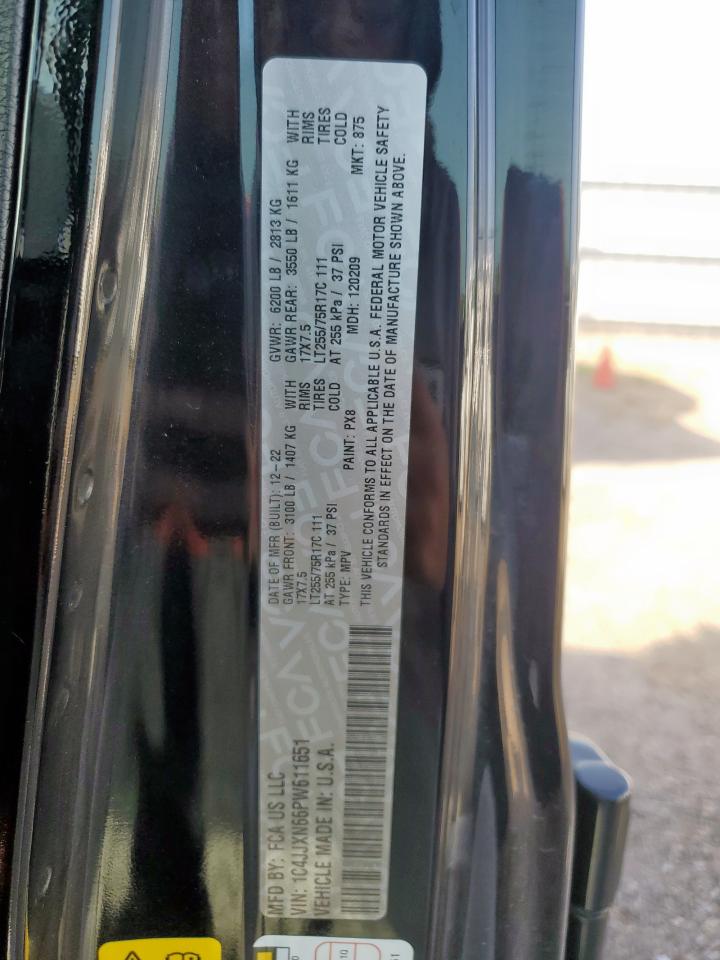 MFD BY: FCA US LLC
VIN: 1C4JJXN66PW611651
VEHICLE MADE IN: U.S.A.
DATE OF MFR (BUILT): 12-22 GVWR: 6200 LB / 2813 KG
GAWR FRONT: 3100 LB / 1407 KG WITH GAWR REAR: 3550 LB / 1611 KG WITH
17X7.5 RIMS 17X7.5 RIMS
LT255/75R17C 111 TIRES LT255/75R17C 111 TIRES
AT 255 kPa / 37 PSI COLD AT 255 kPa / 37 PSI COLD
TYPE: MPV PAINT: PX8 MDH: 120209 MKT: 875
THIS VEHICLE CONFORMS TO ALL APPLICABLE U.S.A. FEDERAL MOTOR VEHICLE SAFETY
STANDARDS IN EFFECT ON THE DATE OF MANUFACTURE SHOWN ABOVE.
10